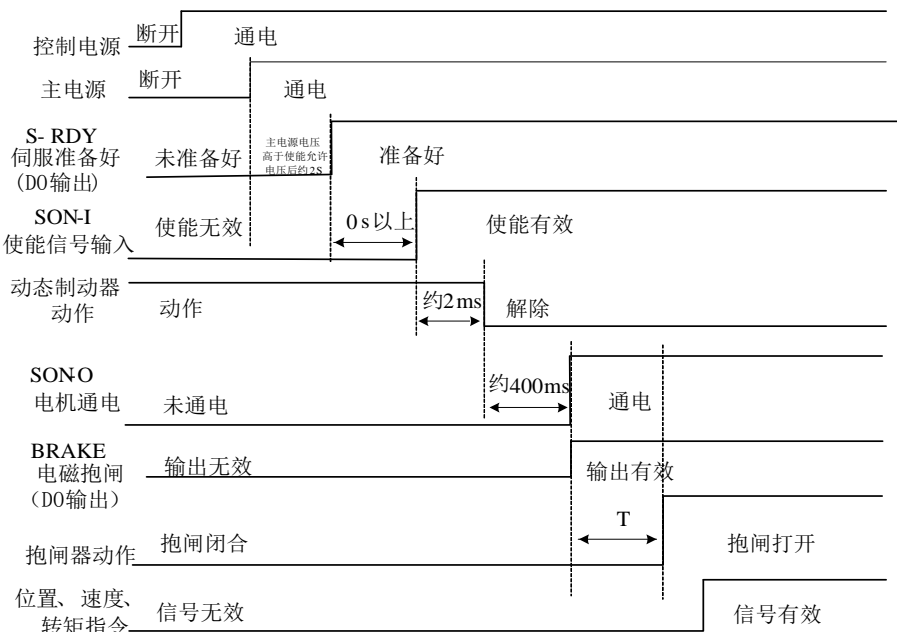 控制电源 断开 通电
主电源 断开 通电
S- RDY
伺服准备好
(DO输出)
未准备好
主电源电压
高于使能允许
电压后约2S
准备好
SON-I
使能信号输入
使能无效
0s以上
使能有效
动态制动器
动作
动作
约2ms
解除
SONO
电机通电
未通电
约400ms
通电
BRAKE
电磁抱闸
（DO输出）
输出无效
输出有效
T
抱闸器动作
抱闸闭合
抱闸打开
位置、速度、
转矩指令
信号无效
信号有效